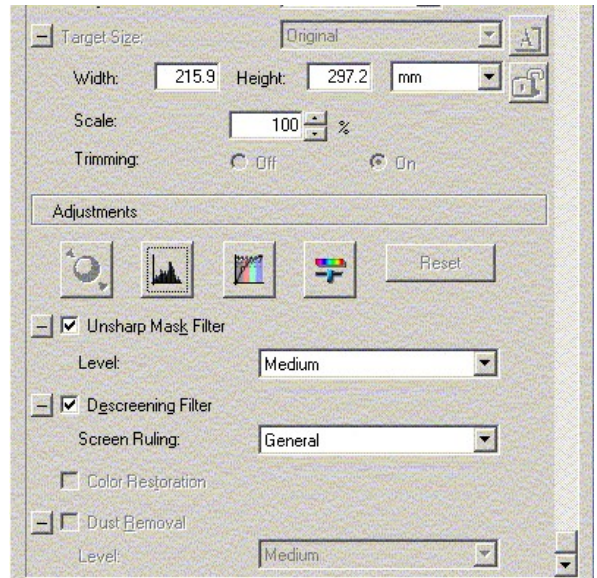 Target Size: Original
Width: 215.9 Height: 297.2 mm
Scale: 100 %
Trimming: Off On
Adjustments
Reset
Unsharp Mask Filter
Level: Medium
Descreening Filter
Screen Ruling: General
Color Restoration
Dust Removal
Level: Medium